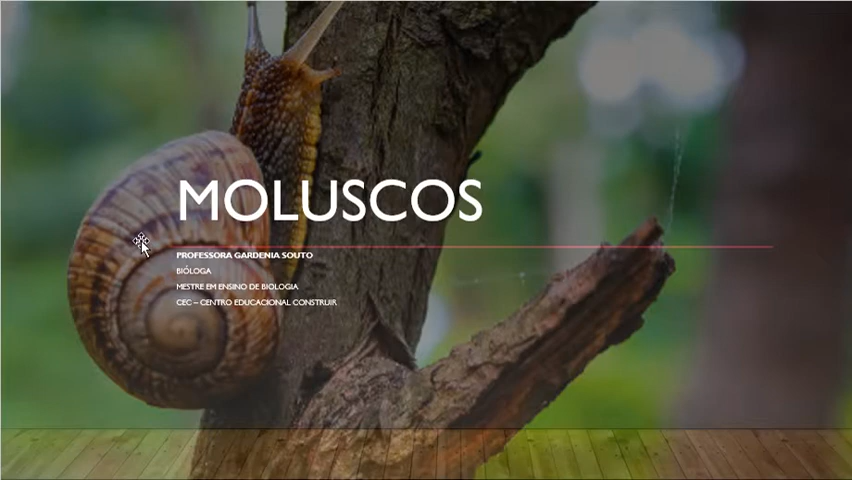 MOLUSCOS
PROFESSORA GARDENIA SOUTO
BIÓLOGA
MESTRE EM ENSINO DE BIOLOGIA
CEC – CENTRO EDUCACIONAL CONSTRUIR